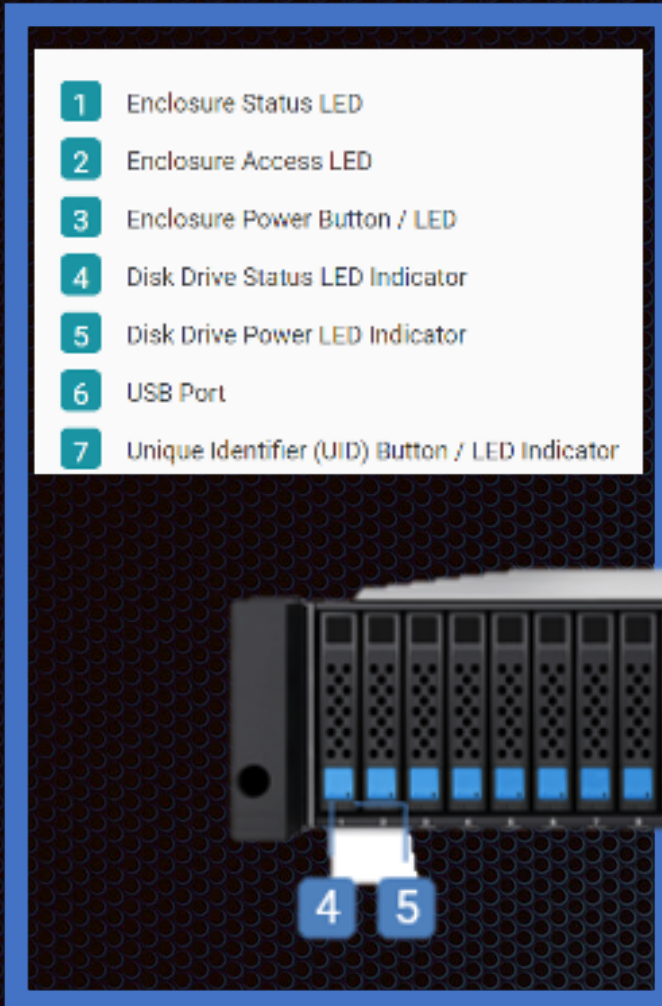 1 Enclosure Status LED
2 Enclosure Access LED
3 Enclosure Power Button / LED
4 Disk Drive Status LED Indicator
5 Disk Drive Power LED Indicator
6 USB Port
7 Unique Identifier (UID) Button / LED Indicator
4 5